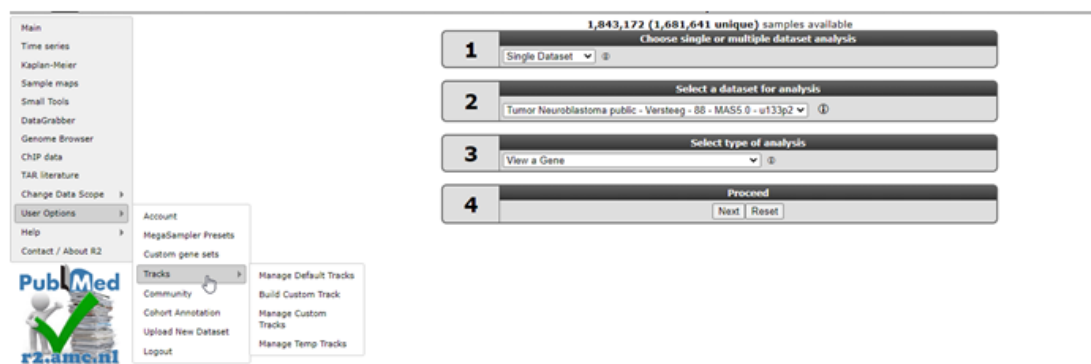 1,843,172 (1,681,641 unique) samples available
Main
Time series
Kaplan-Meier
Sample maps
Small Tools
DataGrabber
Genome Browser
ChIP data
TAR literature
Change Data Scope
User Options
Help
Contact / About R2
Account
MegaSampler Presets
Custom gene sets
Tracks
Community
Cohort Annotation
Upload New Dataset
Logout
Manage Default Tracks
Build Custom Track
Manage Custom
Tracks
Manage Temp Tracks
1
Choose single or multiple dataset analysis
Single Dataset
2
Select a dataset for analysis
Tumor Neuroblastoma public - Versteeg - 88 - MAS5.0 - u133p2
3
Select type of analysis
View a Gene
4
Proceed
Next Reset
PubMed
r2.amc.nl